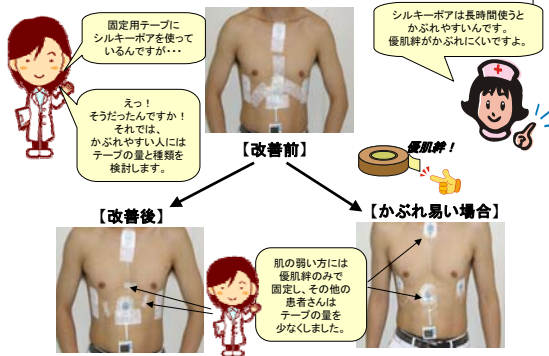 固定用テープに
シルキーポアを使って
いるんですが・・・
シルキーポアは長時間使うと
かぶれやすいんです。
優肌絆がかぶれにくいですよ。
えっ！
そうだったんですか！
それでは、
かぶれやすい人には
テープの量と種類を
検討します。
【改善前】
優肌絆！
【改善後】
【かぶれ易い場合】
肌の弱い方には
優肌絆のみで
固定し、その他の
患者さんは
テープの量を
少なくしました。